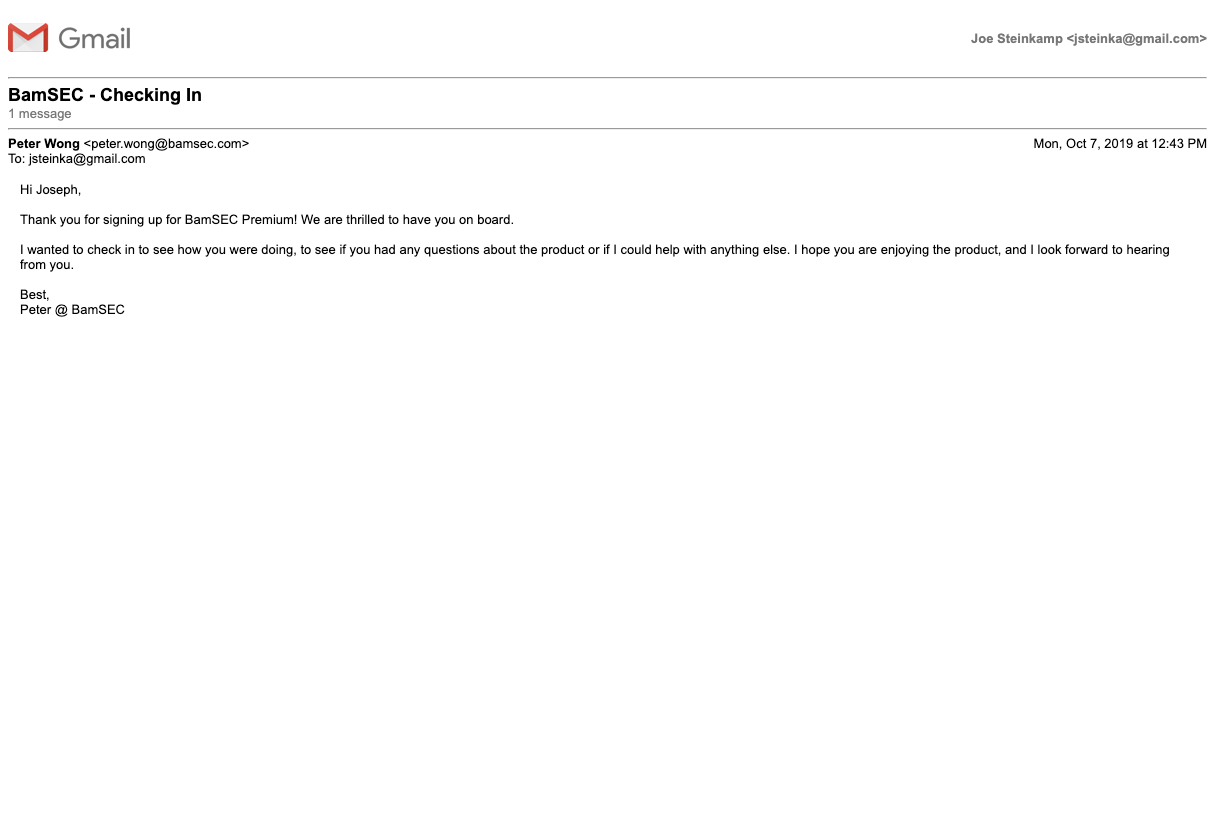 Gmail
Joe Steinkamp <jsteinka@gmail.com>
BamSEC - Checking In
1 message
Peter Wong <peter.wong@bamsec.com>
Mon, Oct 7, 2019 at 12:43 PM
To: jsteinka@gmail.com
Hi Joseph,
Thank you for signing up for BamSEC Premium! We are thrilled to have you on board.
I wanted to check in to see how you were doing, to see if you had any questions about the product or if I could help with anything else. I hope you are enjoying the product, and I look forward to hearing
from you.
Best,
Peter @ BamSEC